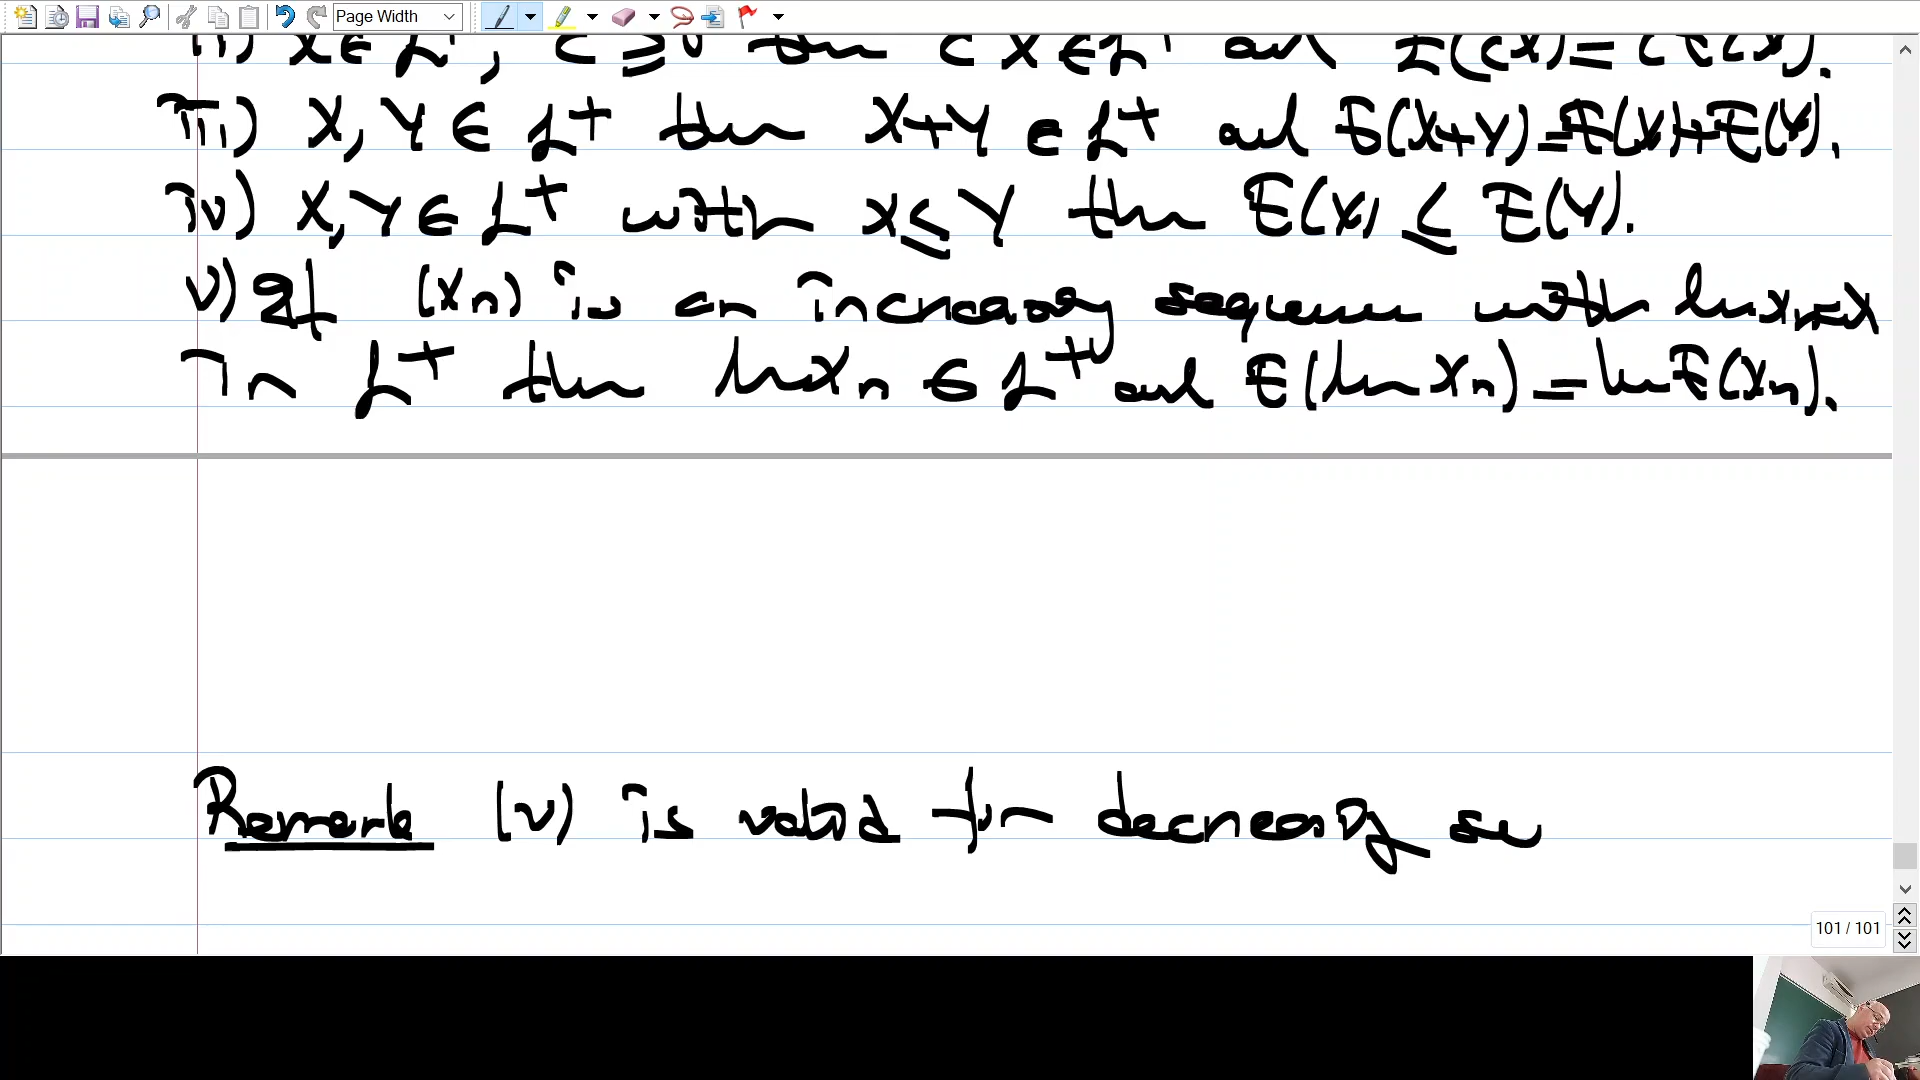 Page Width
ii) X ∈ L⁺, c ≥ 0 then cX ∈ L⁺ and E(cX) = cE(X).
iii) X, Y ∈ L⁺ then X+Y ∈ L⁺ and E(X+Y) = E(X) + E(Y).
iv) X, Y ∈ L⁺ with X ≤ Y then E(X) ≤ E(Y).
v) If (Xn) is an increasing sequence with lim Xn = X
in L⁺ then lim Xn ∈ L⁺ and E(lim Xn) = lim E(Xn).
Remark (v) is valid for decreasing se
101 / 101